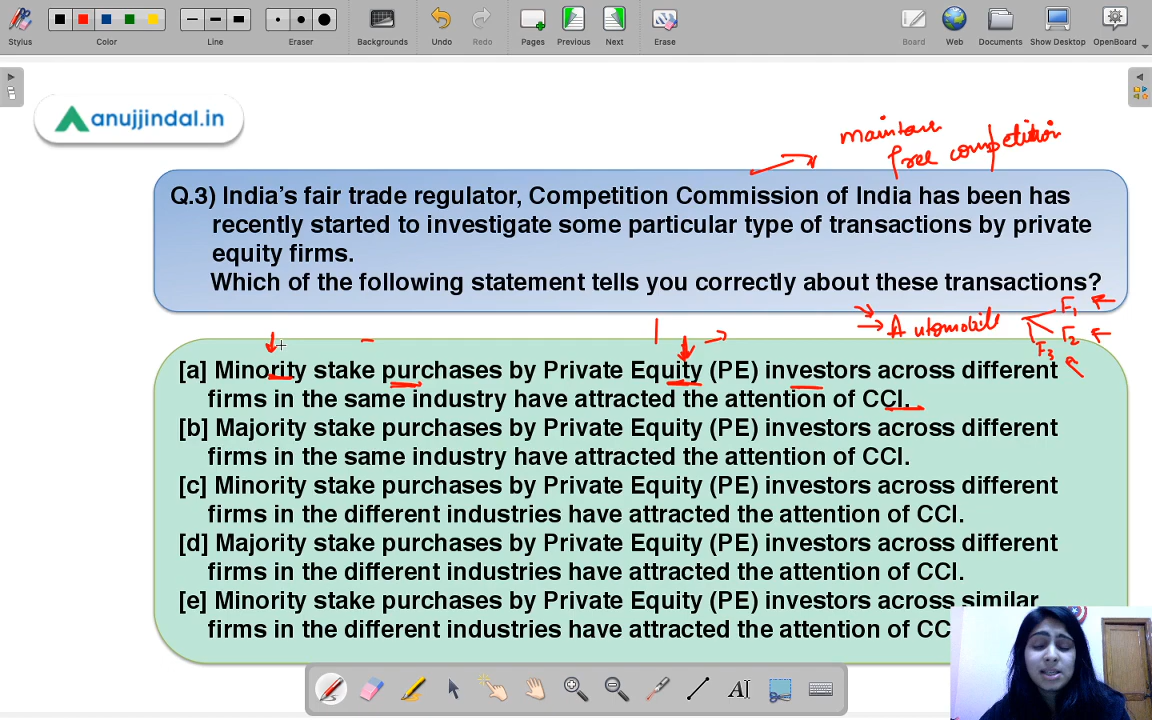 Stylus
Color
Line
Eraser
Backgrounds
Undo
Redo
Pages
Previous
Next
Erase
Board
Web
Documents
Show Desktop
OpenBoard
anujjindal.in
free competition
Q.3) India's fair trade regulator, Competition Commission of India has been has
recently started to investigate some particular type of transactions by private
equity firms.
Which of the following statement tells you correctly about these transactions?
Automobile
F1
F2
F3
[a] Minority stake purchases by Private Equity (PE) investors across different
firms in the same industry have attracted the attention of CCI.
[b] Majority stake purchases by Private Equity (PE) investors across different
firms in the same industry have attracted the attention of CCI.
[c] Minority stake purchases by Private Equity (PE) investors across different
firms in the different industries have attracted the attention of CCI.
[d] Majority stake purchases by Private Equity (PE) investors across different
firms in the different industries have attracted the attention of CCI.
[e] Minority stake purchases by Private Equity (PE) investors across similar
firms in the different industries have attracted the attention of CC